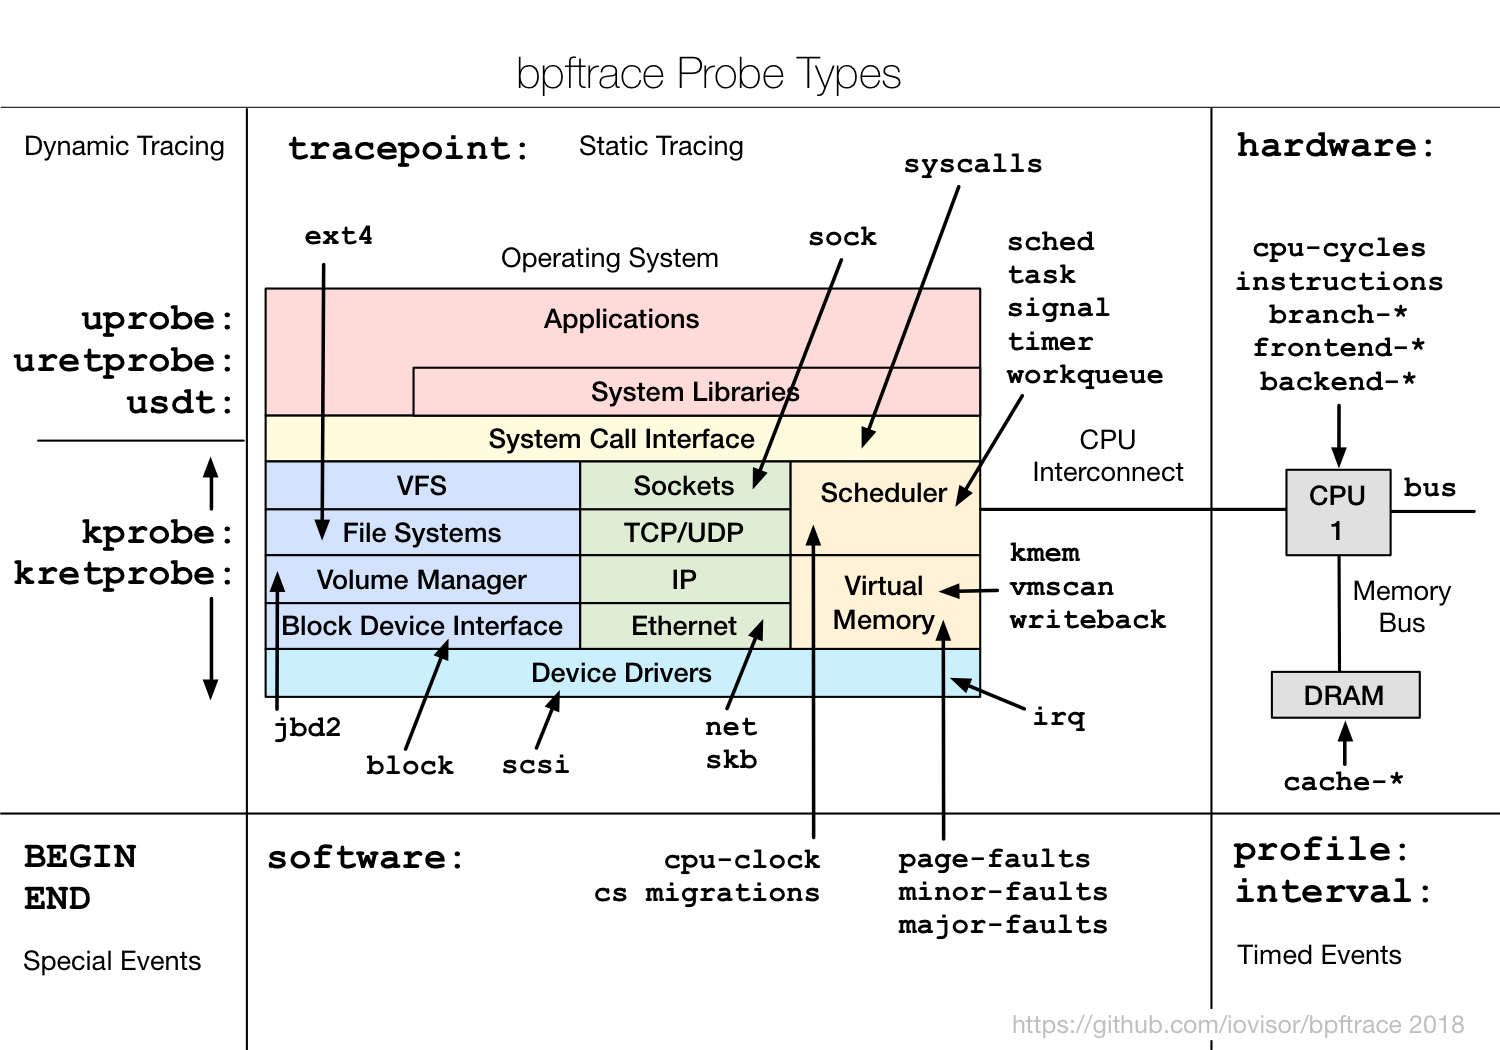 bpftrace Probe Types
Dynamic Tracing
uprobe:
uretprobe:
usdt:
kprobe:
kretprobe:
tracepoint:
Static Tracing
syscalls
ext4
sock
Operating System
sched
task
signal
timer
workqueue
Applications
System Libraries
System Call Interface
VFS
File Systems
Volume Manager
Block Device Interface
Sockets
TCP/UDP
IP
Ethernet
Scheduler
Virtual
Memory
Device Drivers
CPU
Interconnect
kmem
vmscan
writeback
irq
jbd2
block
scsi
net
skb
hardware:
cpu-cycles
instructions
branch-*
frontend-*
backend-*
CPU
1
bus
Memory
Bus
DRAM
cache-*
BEGIN
END
Special Events
software:
cpu-clock
cs migrations
page-faults
minor-faults
major-faults
profile:
interval:
Timed Events
https://github.com/iovisor/bpftrace 2018